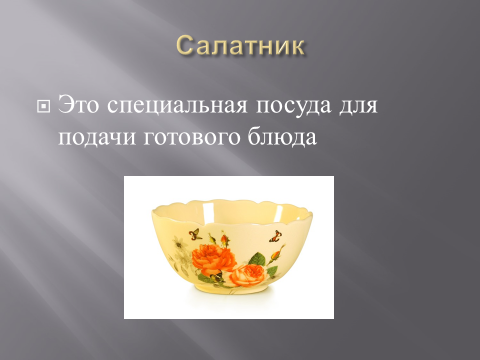 Салатник
Это специальная посуда для
подачи готового блюда